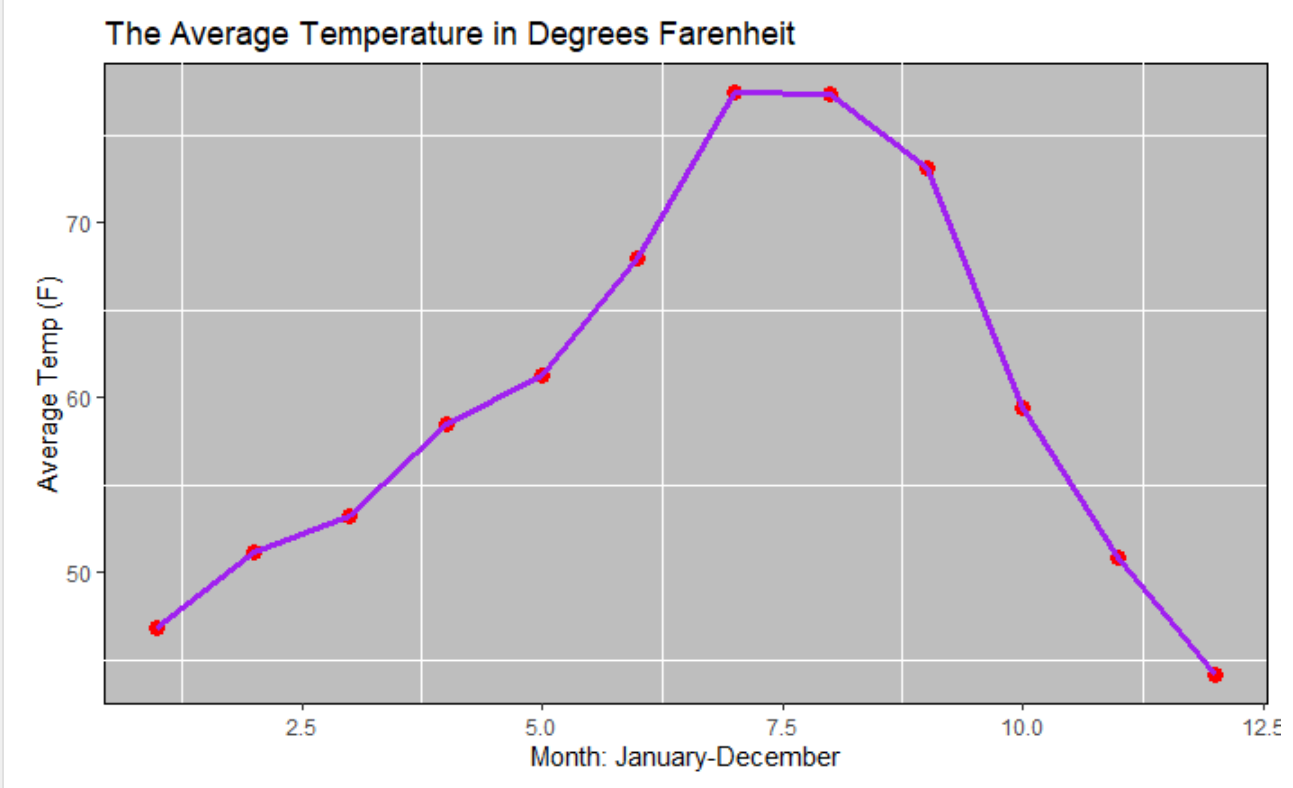 The Average Temperature in Degrees Farenheit
70
60
50
Average Temp (F)
2.5 5.0 7.5 10.0 12.5
Month: January-December